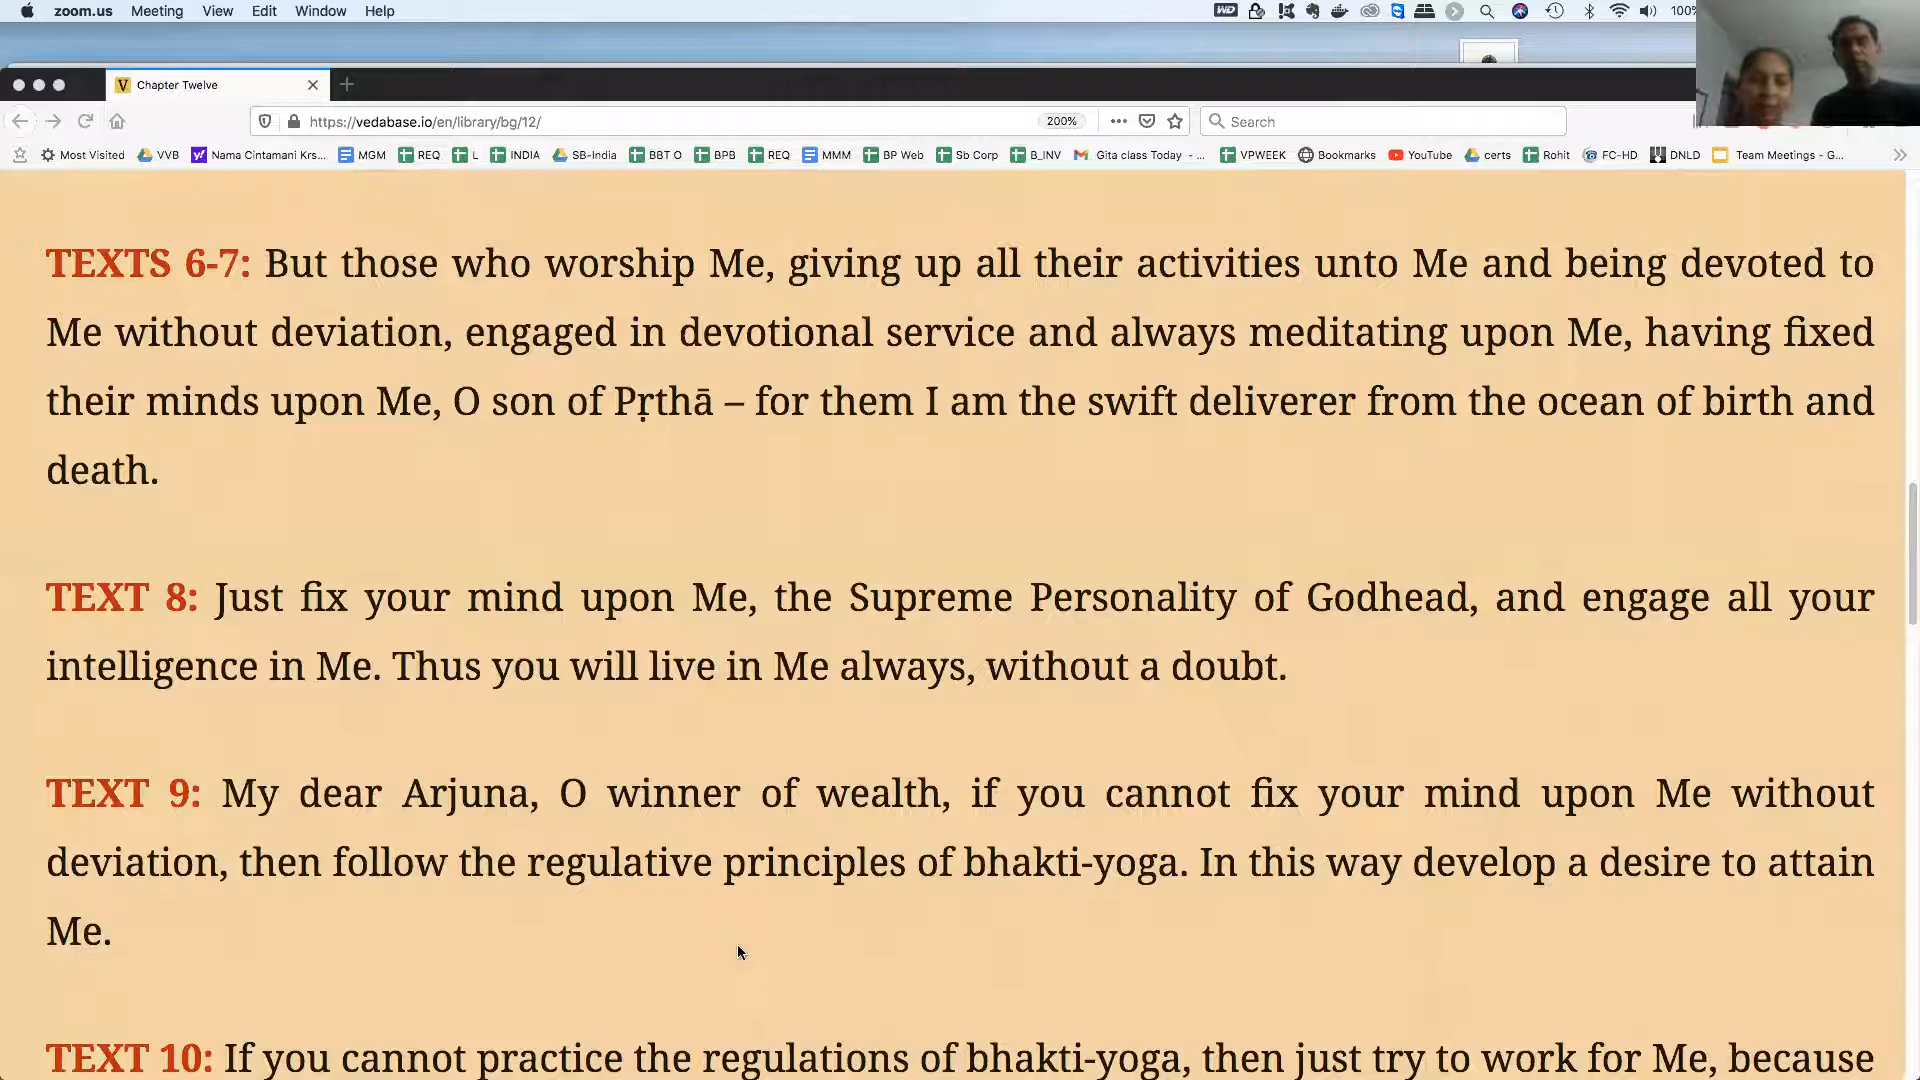 zoom.us Meeting View Edit Window Help 100%
Chapter Twelve
https://vedabase.io/en/library/bg/12/ 200% Search
Most Visited VVB Nama Cintamani Krs... MGM REQ L INDIA SB-India BBT O BPB REQ MMM BP Web Sb Corp B_INV Gita class Today - ... VPWEEK Bookmarks YouTube certs Rohit FC-HD DNLD Team Meetings - G...
TEXTS 6-7: But those who worship Me, giving up all their activities unto Me and being devoted to
Me without deviation, engaged in devotional service and always meditating upon Me, having fixed
their minds upon Me, O son of Pṛthā – for them I am the swift deliverer from the ocean of birth and
death.
TEXT 8: Just fix your mind upon Me, the Supreme Personality of Godhead, and engage all your
intelligence in Me. Thus you will live in Me always, without a doubt.
TEXT 9: My dear Arjuna, O winner of wealth, if you cannot fix your mind upon Me without
deviation, then follow the regulative principles of bhakti-yoga. In this way develop a desire to attain
Me.
TEXT 10: If you cannot practice the regulations of bhakti-yoga, then just try to work for Me, because